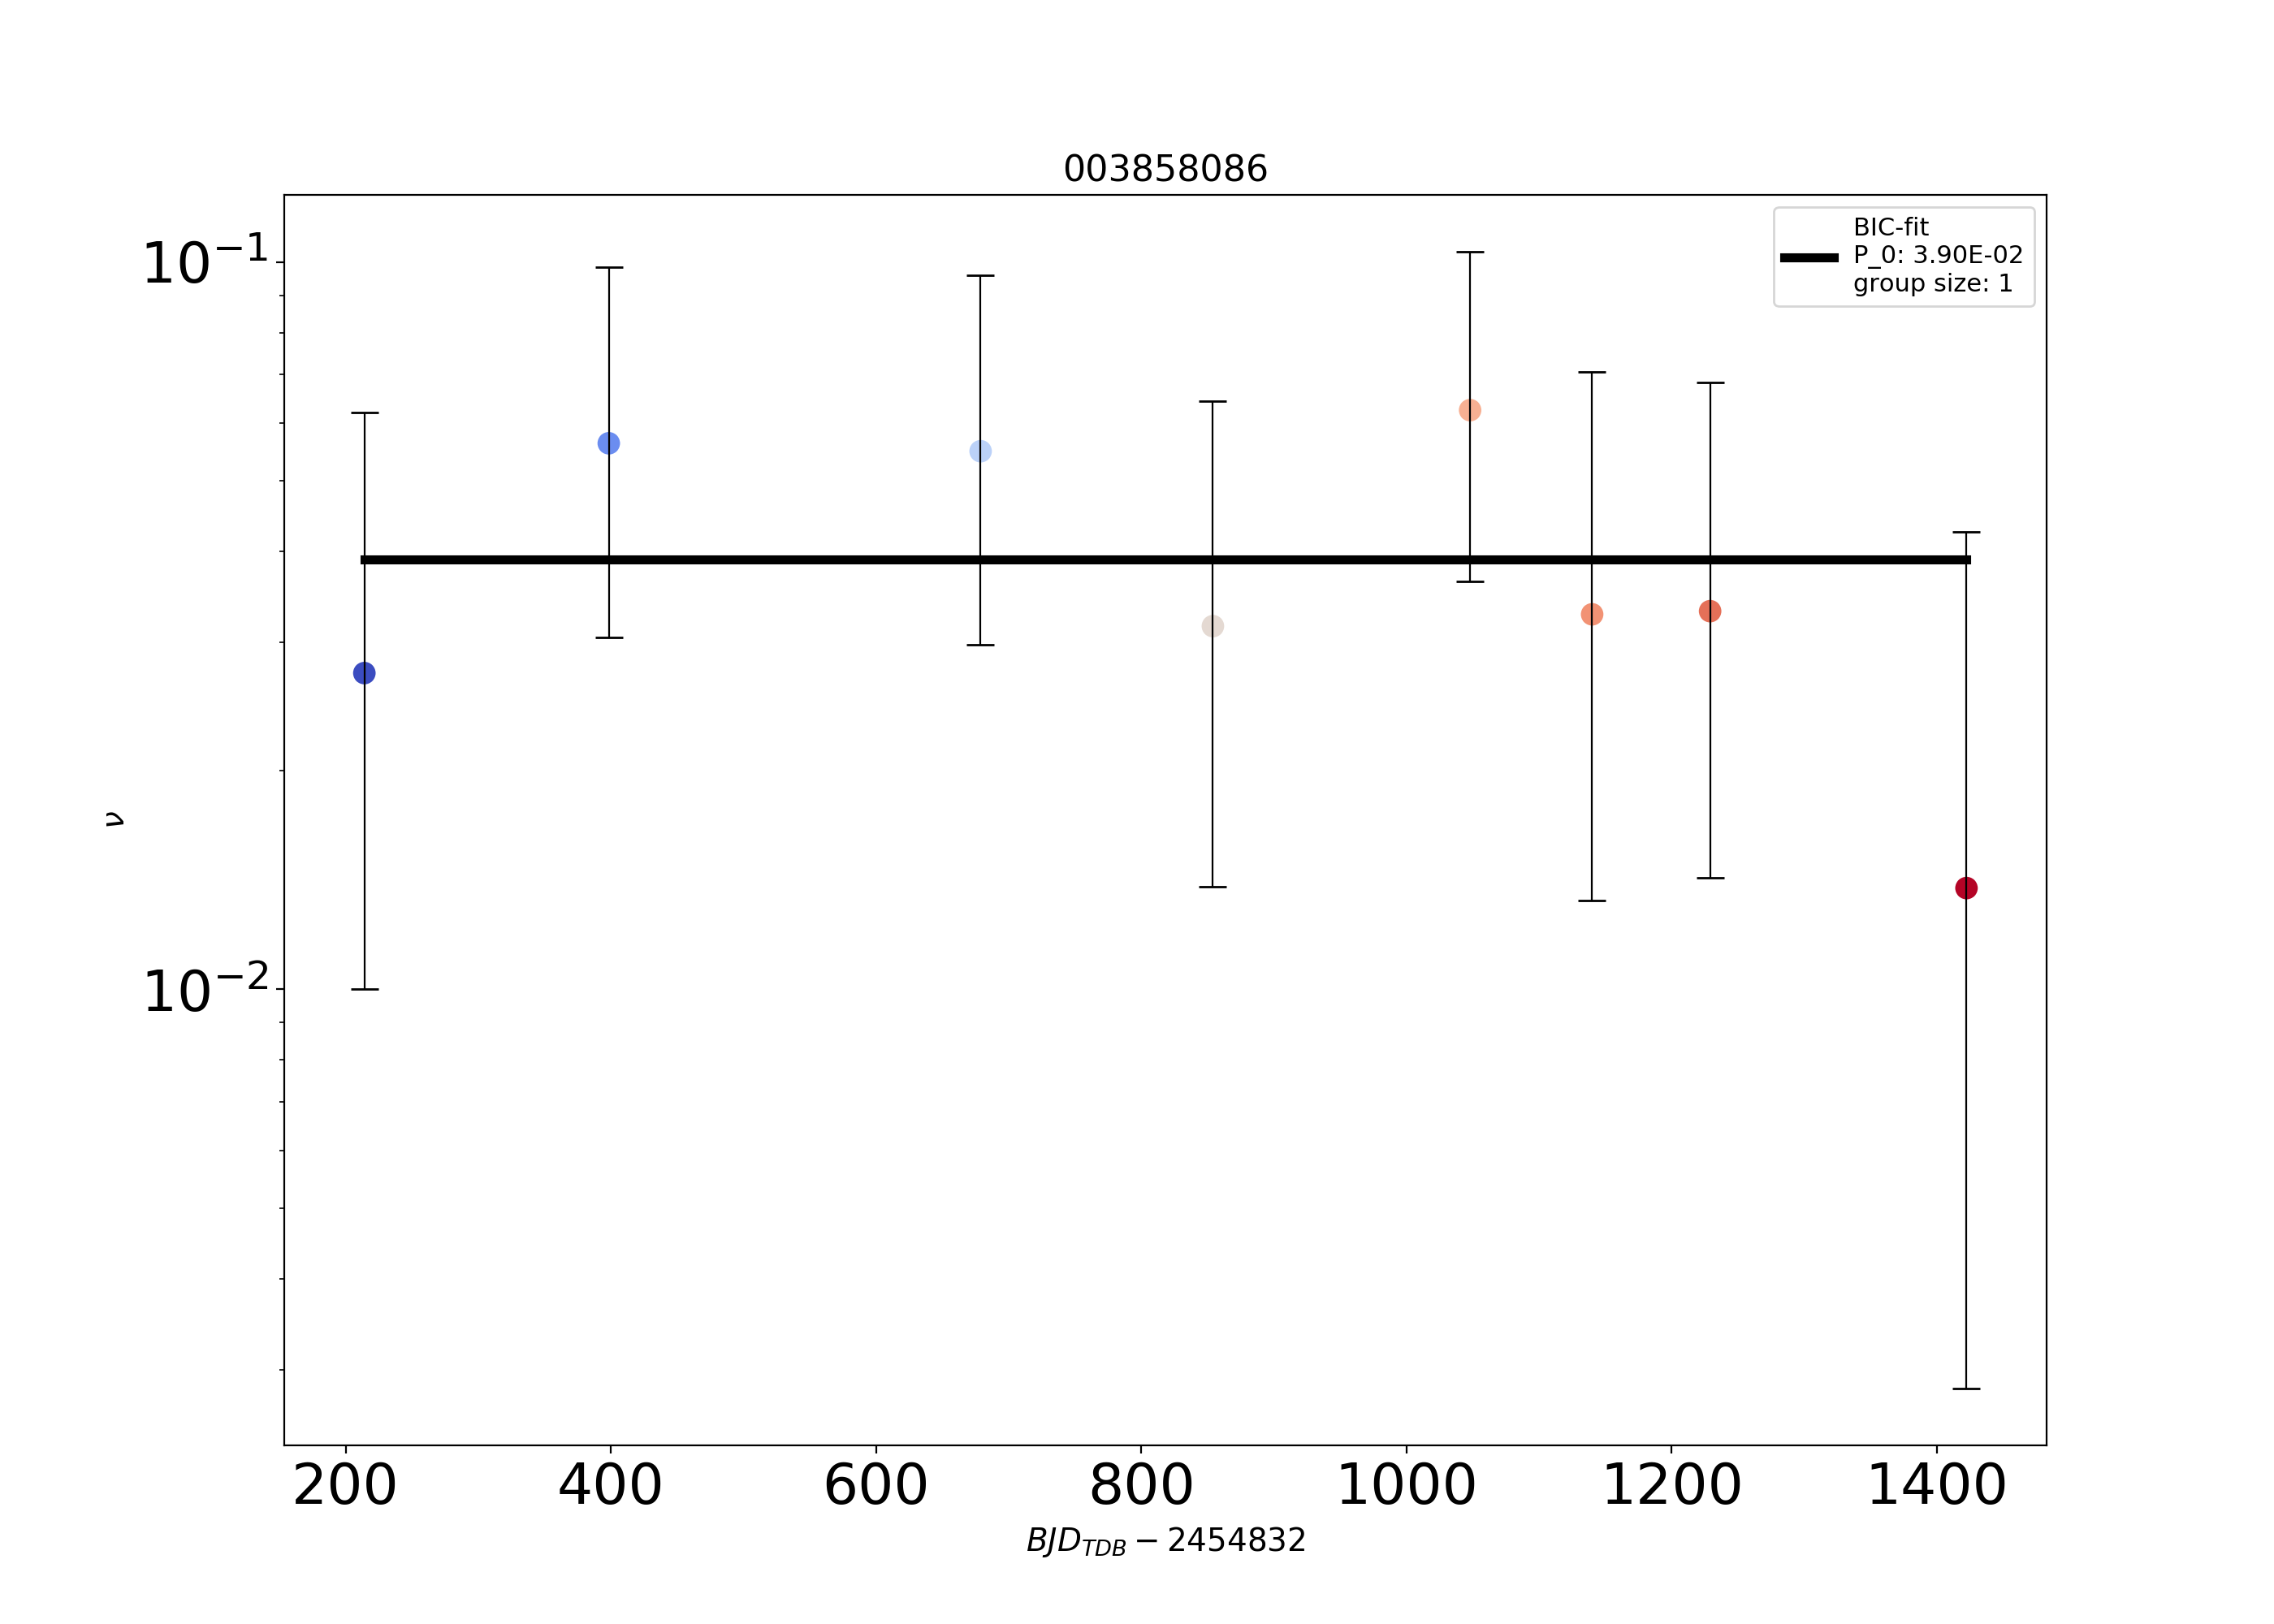 003858086
BIC-fit
P_0: 3.90E-02
group size: 1
10⁻¹
10⁻²
ν
200 400 600 800 1000 1200 1400
BJD_TDB − 2454832